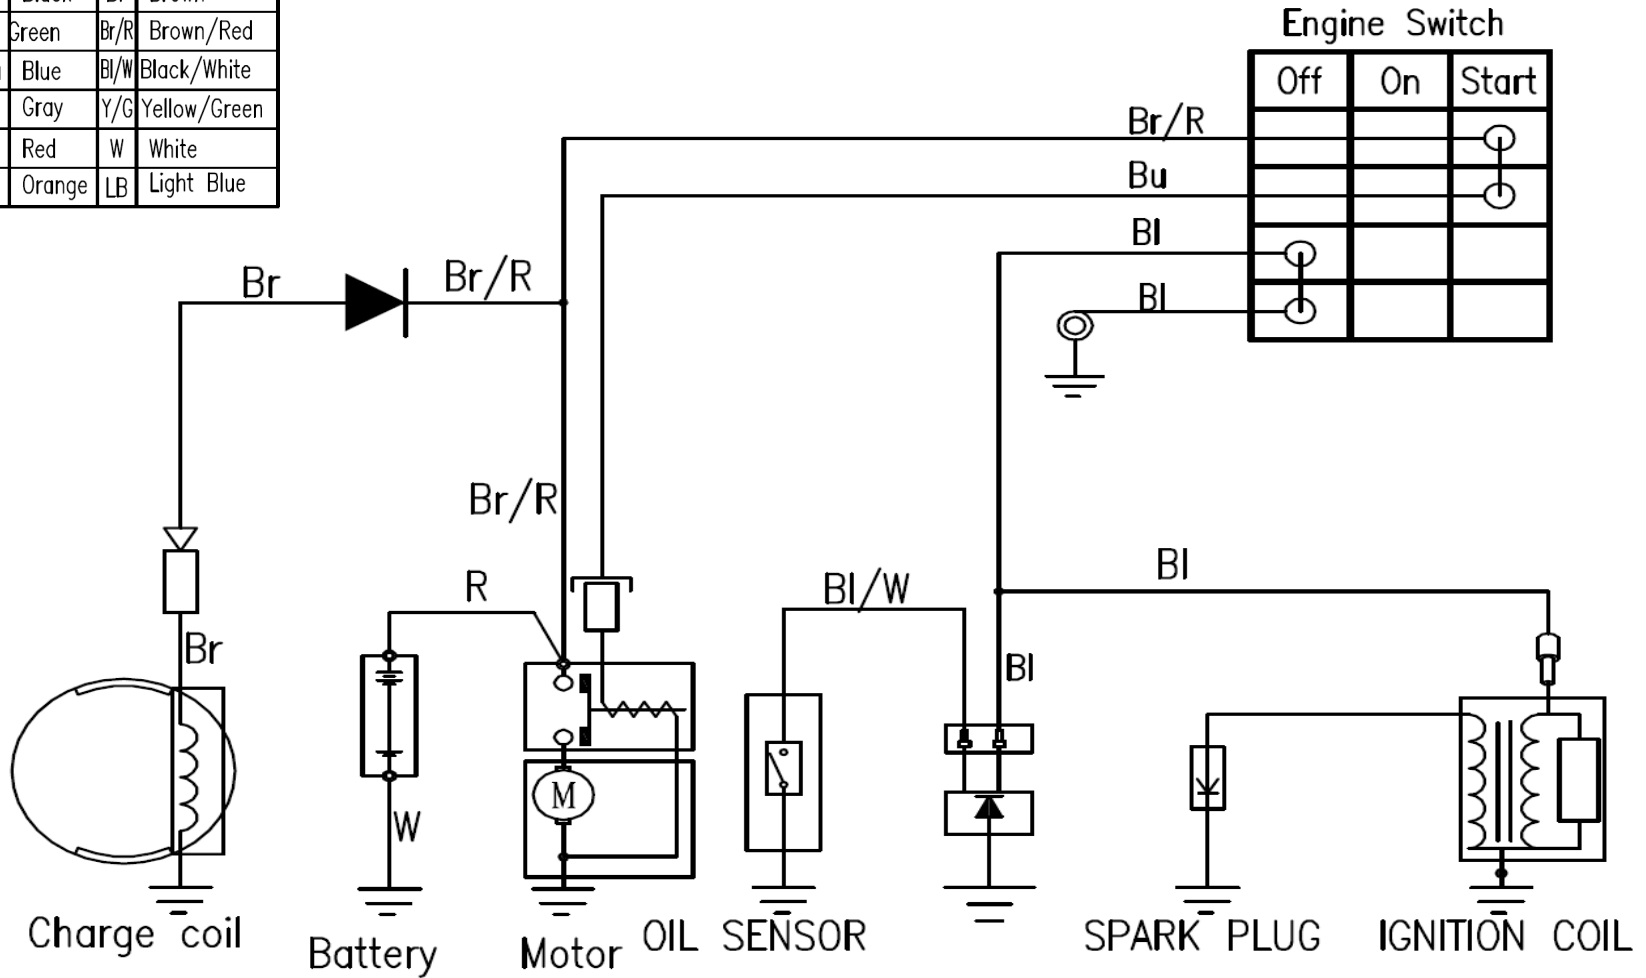 Engine Switch
Off On Start
Green Br/R Brown/Red
Blue Bl/W Black/White
Gray Y/G Yellow/Green
Red W White
Orange LB Light Blue
Br/R
Bu
Bl
Bl
Br
Br/R
Br/R
R
Bl/W
Bl
Bl
Br
M
W
Charge coil
Battery
Motor
OIL SENSOR
SPARK PLUG
IGNITION COIL